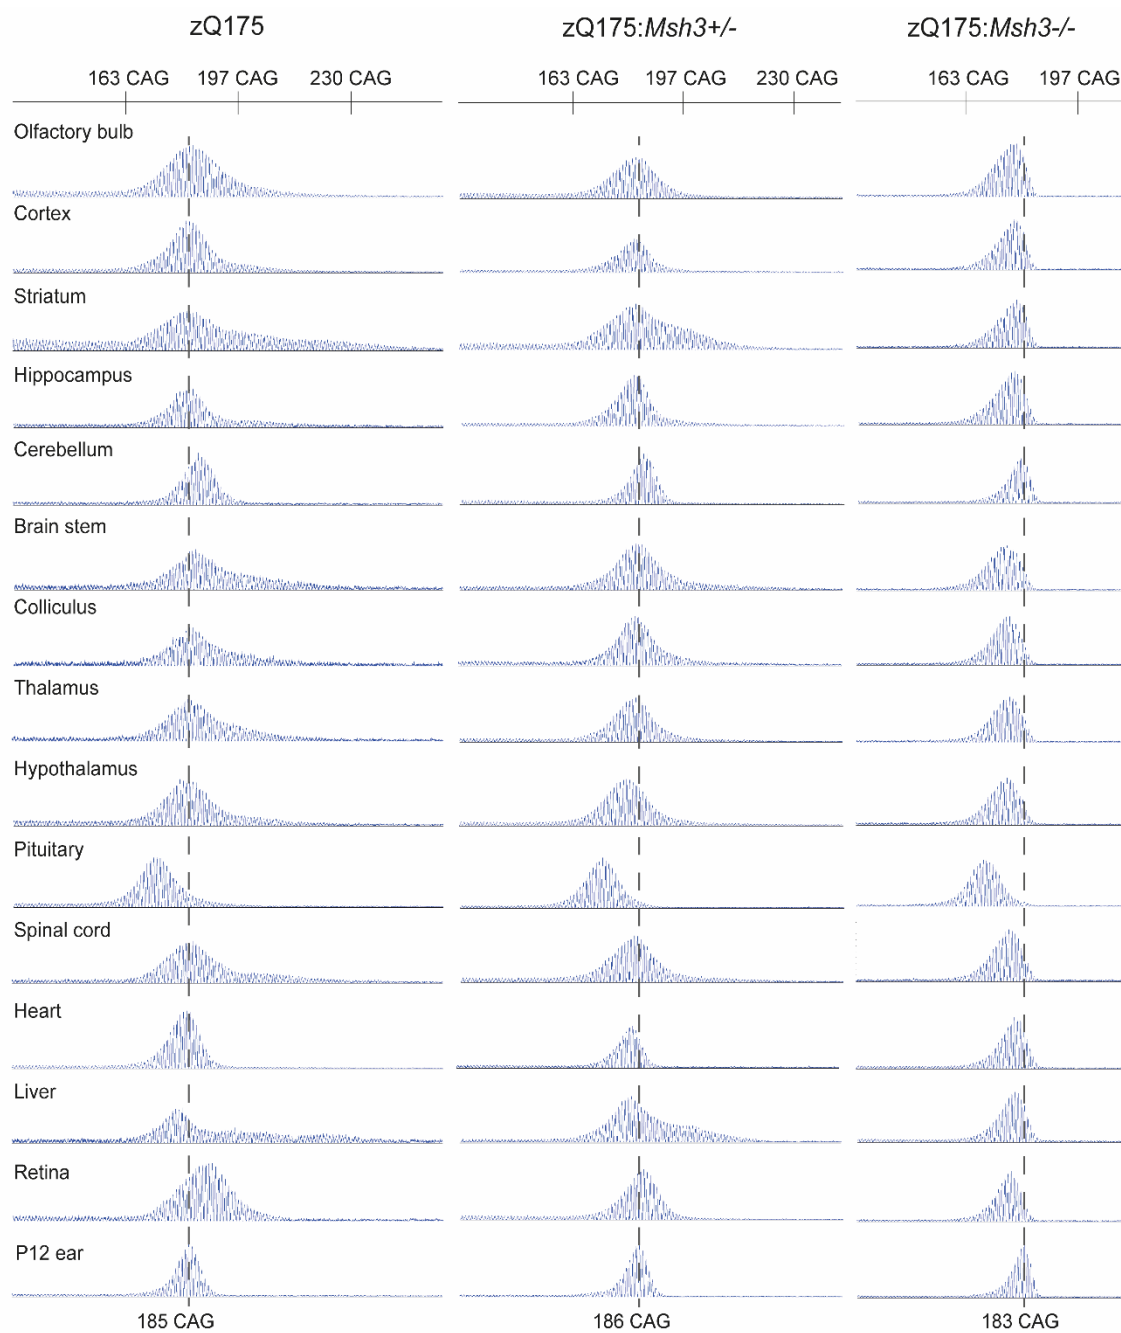 zQ175 zQ175:Msh3+/- zQ175:Msh3-/-
163 CAG 197 CAG 230 CAG 163 CAG 197 CAG 230 CAG 163 CAG 197 CAG
Olfactory bulb
Cortex
Striatum
Hippocampus
Cerebellum
Brain stem
Colliculus
Thalamus
Hypothalamus
Pituitary
Spinal cord
Heart
Liver
Retina
P12 ear
185 CAG 186 CAG 183 CAG